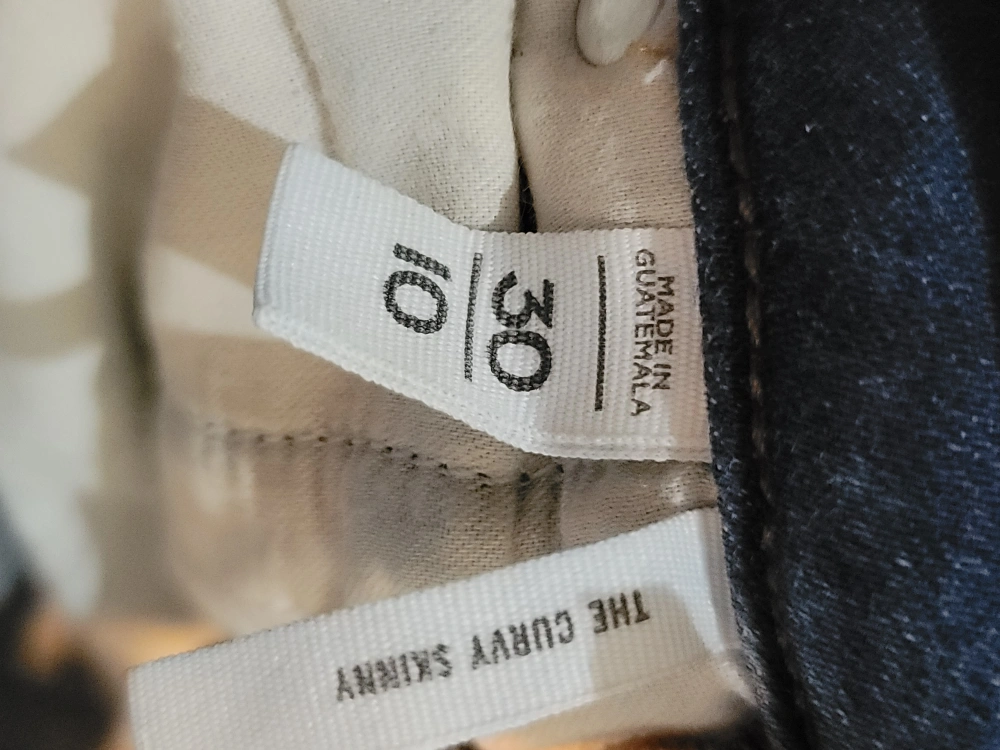 MADE IN
GUATEMALA
30
10
THE CURVY SKINNY